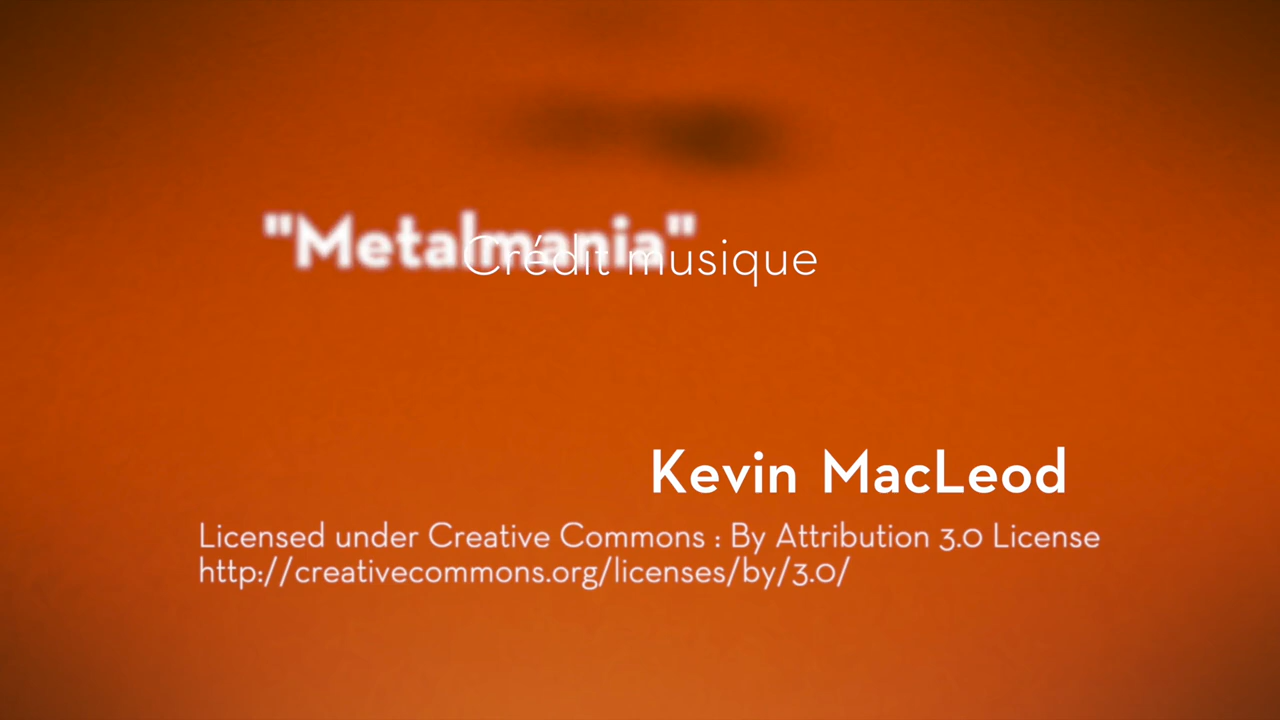 "Metalmania"
Crédit musique
Kevin MacLeod
Licensed under Creative Commons : By Attribution 3.0 License
http://creativecommons.org/licenses/by/3.0/